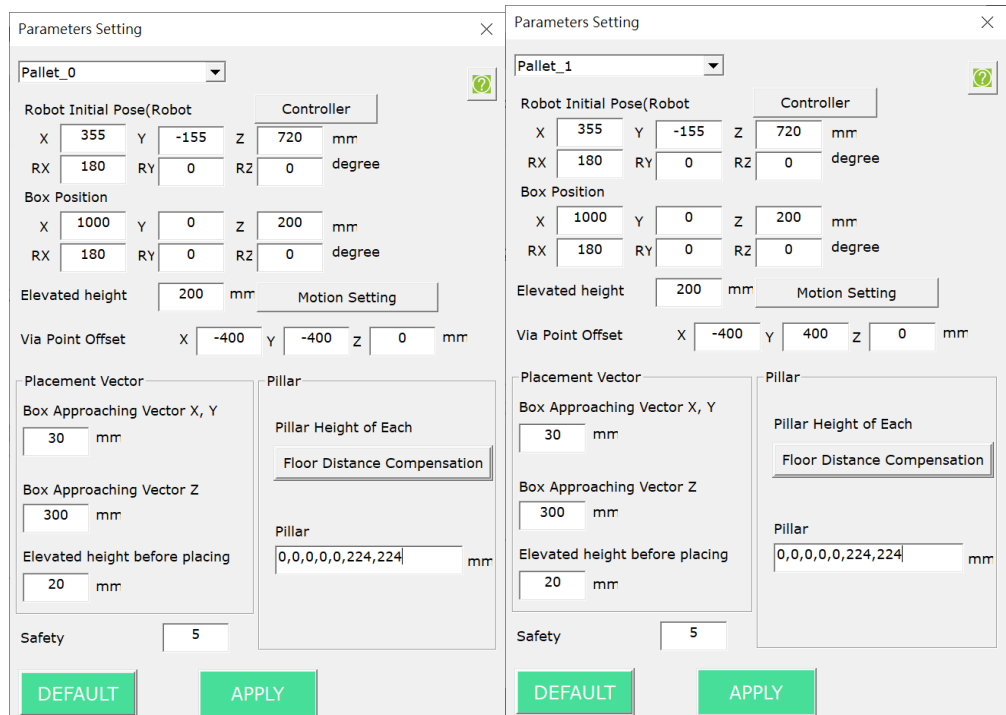 Parameters Setting
Pallet_0
Robot Initial Pose(Robot Controller
X 355 Y -155 Z 720 mm
RX 180 RY 0 RZ 0 degree
Box Position
X 1000 Y 0 Z 200 mm
RX 180 RY 0 RZ 0 degree
Elevated height 200 mm Motion Setting
Via Point Offset X -400 Y -400 Z 0 mm
Placement Vector
Box Approaching Vector X, Y
30 mm
Box Approaching Vector Z
300 mm
Elevated height before placing
20 mm
Pillar
Pillar Height of Each
Floor Distance Compensation
Pillar
0,0,0,0,0,224,224 mm
Safety 5
DEFAULT APPLY
Parameters Setting
Pallet_1
Robot Initial Pose(Robot Controller
X 355 Y -155 Z 720 mm
RX 180 RY 0 RZ 0 degree
Box Position
X 1000 Y 0 Z 200 mm
RX 180 RY 0 RZ 0 degree
Elevated height 200 mm Motion Setting
Via Point Offset X -400 Y 400 Z 0 mm
Placement Vector
Box Approaching Vector X, Y
30 mm
Box Approaching Vector Z
300 mm
Elevated height before placing
20 mm
Pillar
Pillar Height of Each
Floor Distance Compensation
Pillar
0,0,0,0,0,224,224 mm
Safety 5
DEFAULT APPLY